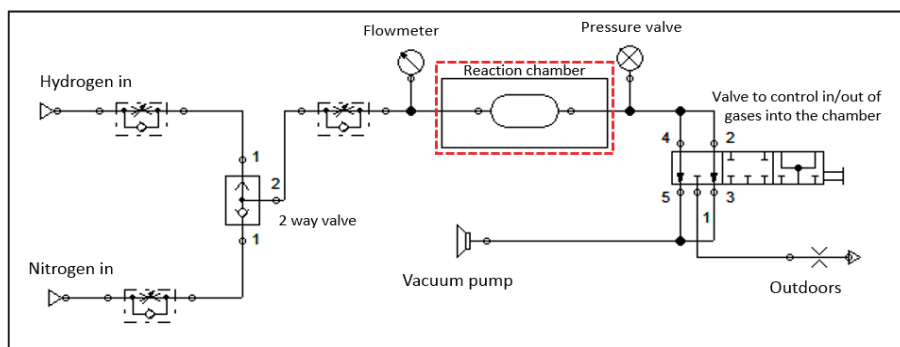 Flowmeter
Pressure valve
Hydrogen in
Reaction chamber
Valve to control in/out of
gases into the chamber
4
2
1
2
5
3
1
2 way valve
1
Nitrogen in
Vacuum pump
Outdoors